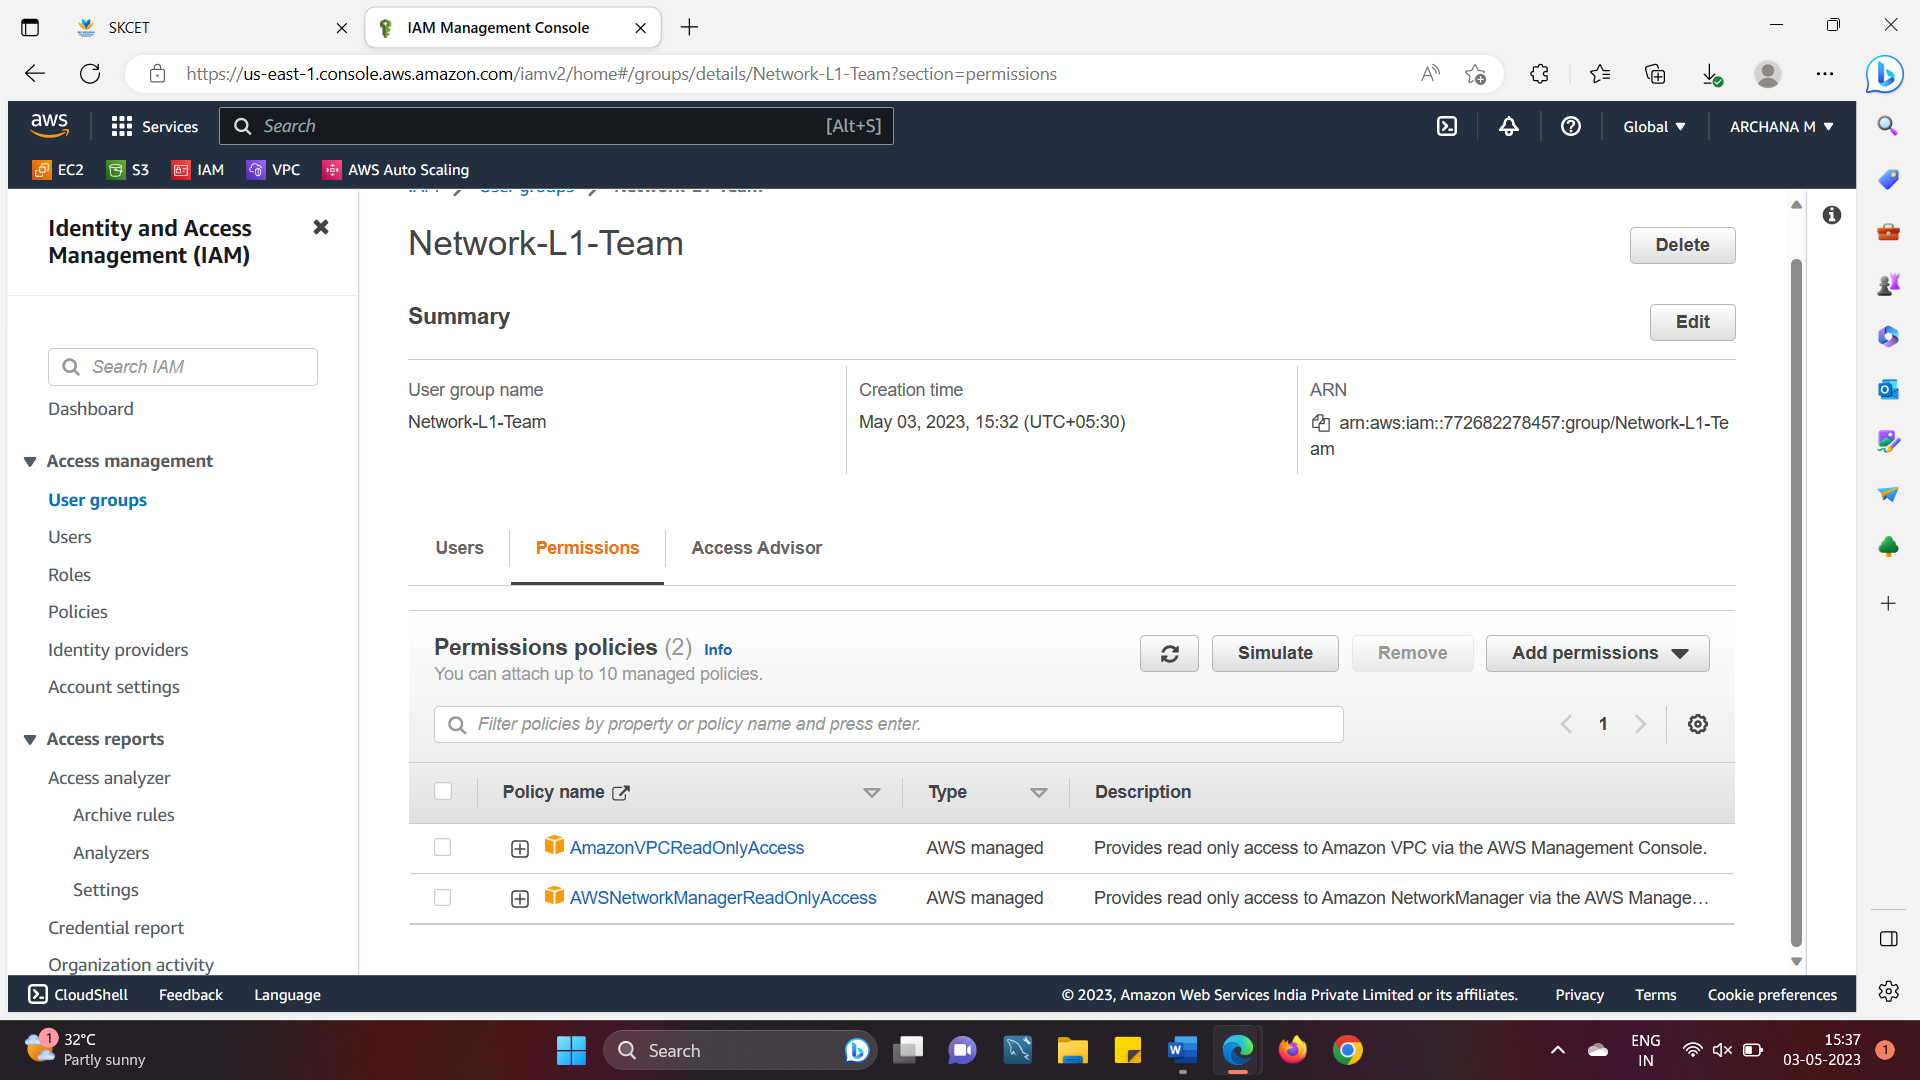 SKCET
IAM Management Console
https://us-east-1.console.aws.amazon.com/iamv2/home#/groups/details/Network-L1-Team?section=permissions
aws
Services
Search
[Alt+S]
Global
ARCHANA M
EC2
S3
IAM
VPC
AWS Auto Scaling
IAM
User groups
Network-L1-Team
Identity and Access
Management (IAM)
Search IAM
Dashboard
Access management
User groups
Users
Roles
Policies
Identity providers
Account settings
Access reports
Access analyzer
Archive rules
Analyzers
Settings
Credential report
Organization activity
Network-L1-Team
Delete
Summary
Edit
User group name
Network-L1-Team
Creation time
May 03, 2023, 15:32 (UTC+05:30)
ARN
arn:aws:iam::772682278457:group/Network-L1-Te
am
Users
Permissions
Access Advisor
Permissions policies (2) Info
You can attach up to 10 managed policies.
Simulate
Remove
Add permissions
Filter policies by property or policy name and press enter.
1
Policy name
Type
Description
AmazonVPCReadOnlyAccess
AWS managed
Provides read only access to Amazon VPC via the AWS Management Console.
AWSNetworkManagerReadOnlyAccess
AWS managed
Provides read only access to Amazon NetworkManager via the AWS Manage…
CloudShell
Feedback
Language
© 2023, Amazon Web Services India Private Limited or its affiliates.
Privacy
Terms
Cookie preferences
1
32°C
Partly sunny
Search
ENG
IN
15:37
03-05-2023
1